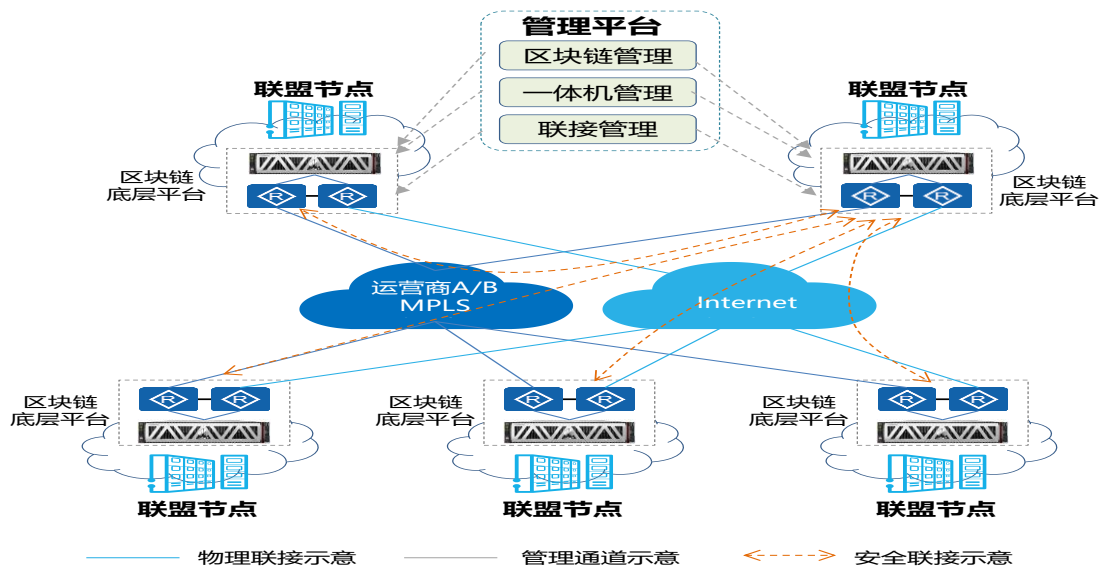 管理平台
区块链管理
一体机管理
联接管理
联盟节点
联盟节点
区块链
底层平台
R
R
R
R
区块链
底层平台
运营商A/B
MPLS
Internet
区块链
底层平台
R
R
区块链
底层平台
R
R
区块链
底层平台
R
R
联盟节点
联盟节点
联盟节点
物理联接示意
管理通道示意
安全联接示意